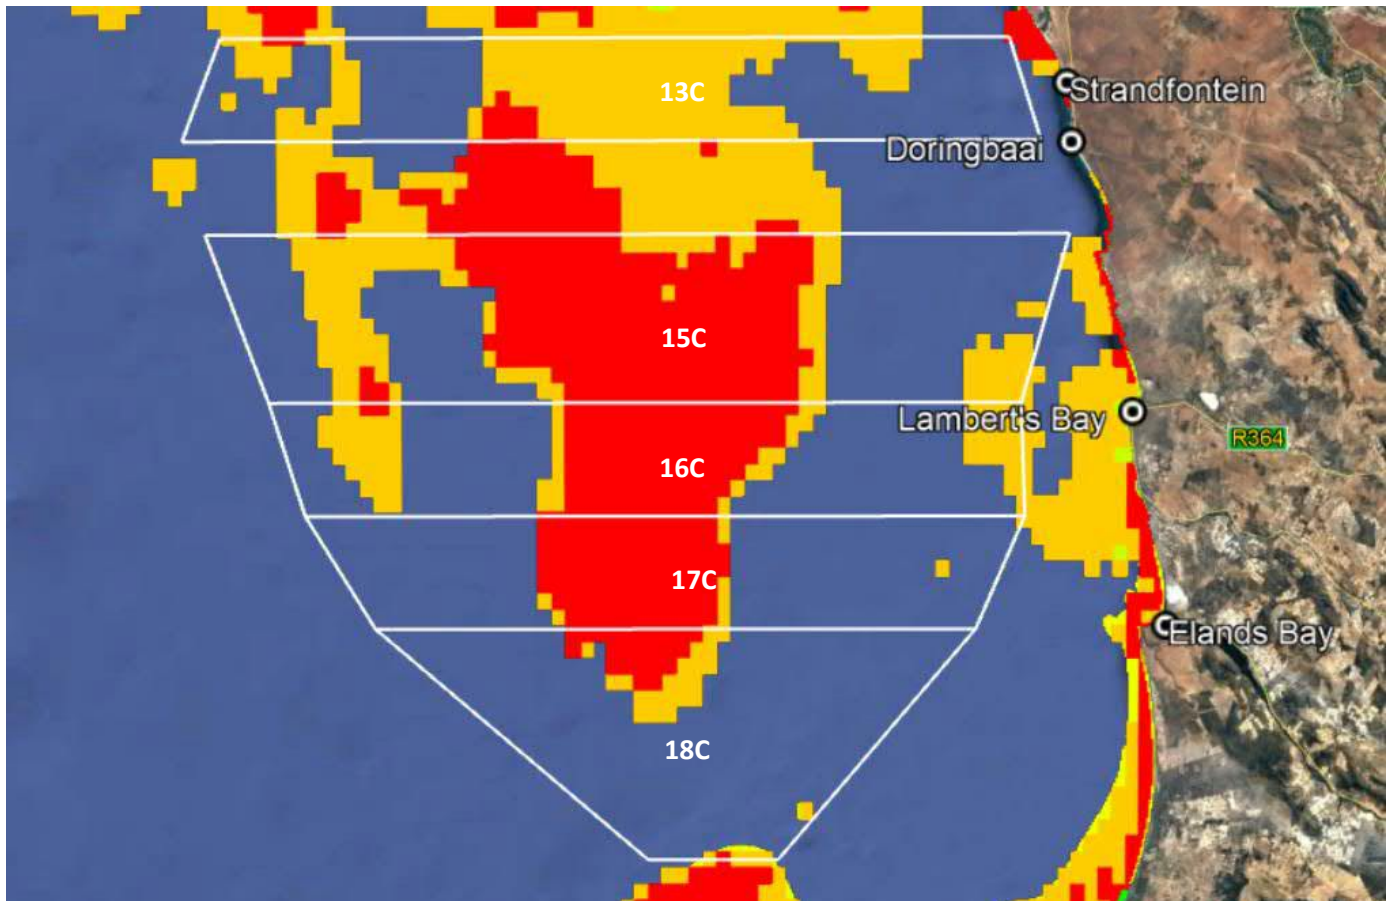 13C
Strandfontein
Doringbaai
15C
Lambert's Bay
R364
16C
17C
Elands Bay
18C